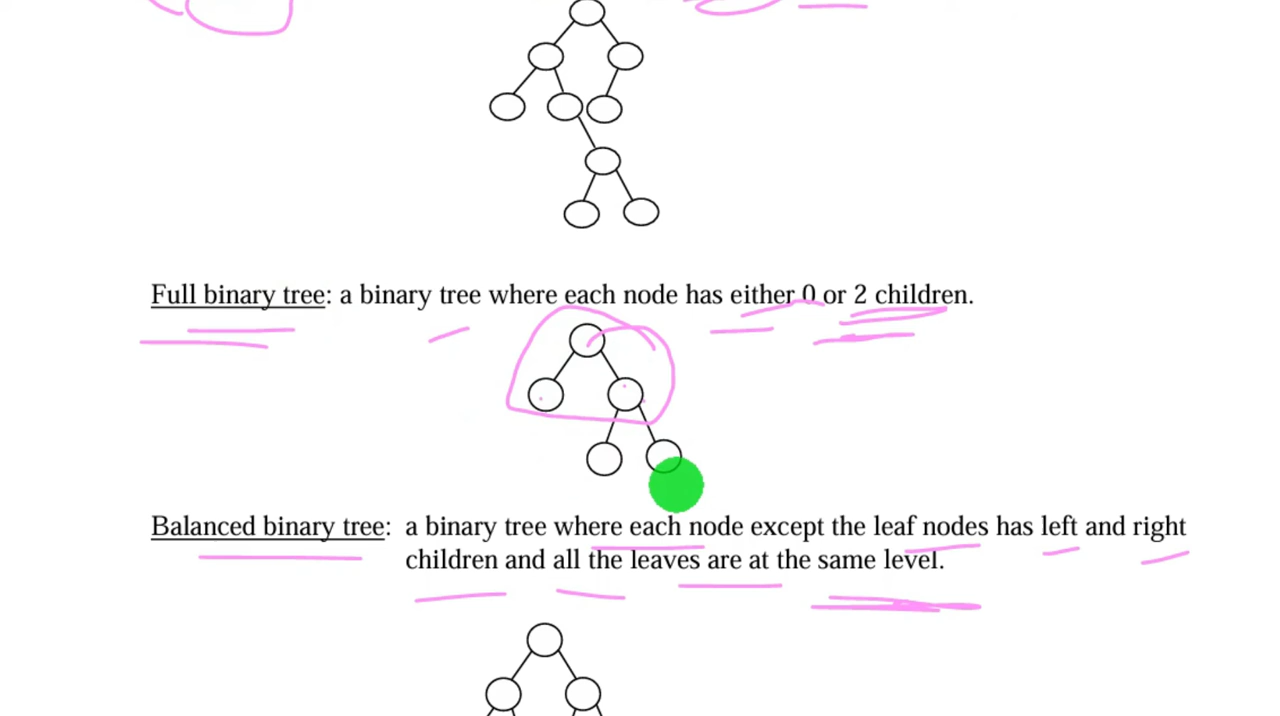 Full binary tree: a binary tree where each node has either 0 or 2 children.
Balanced binary tree: a binary tree where each node except the leaf nodes has left and right
children and all the leaves are at the same level.